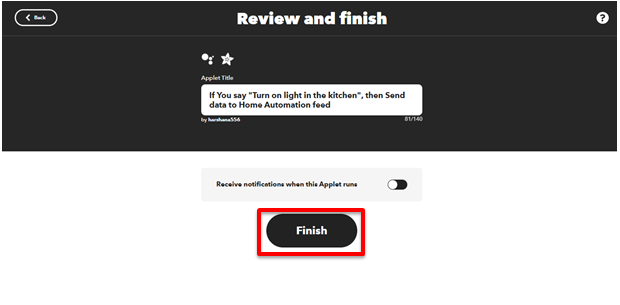 Back
Review and finish
?
Applet Title
If You say "Turn on light in the kitchen", then Send
data to Home Automation feed
by harshana556
81/140
Receive notifications when this Applet runs
Finish